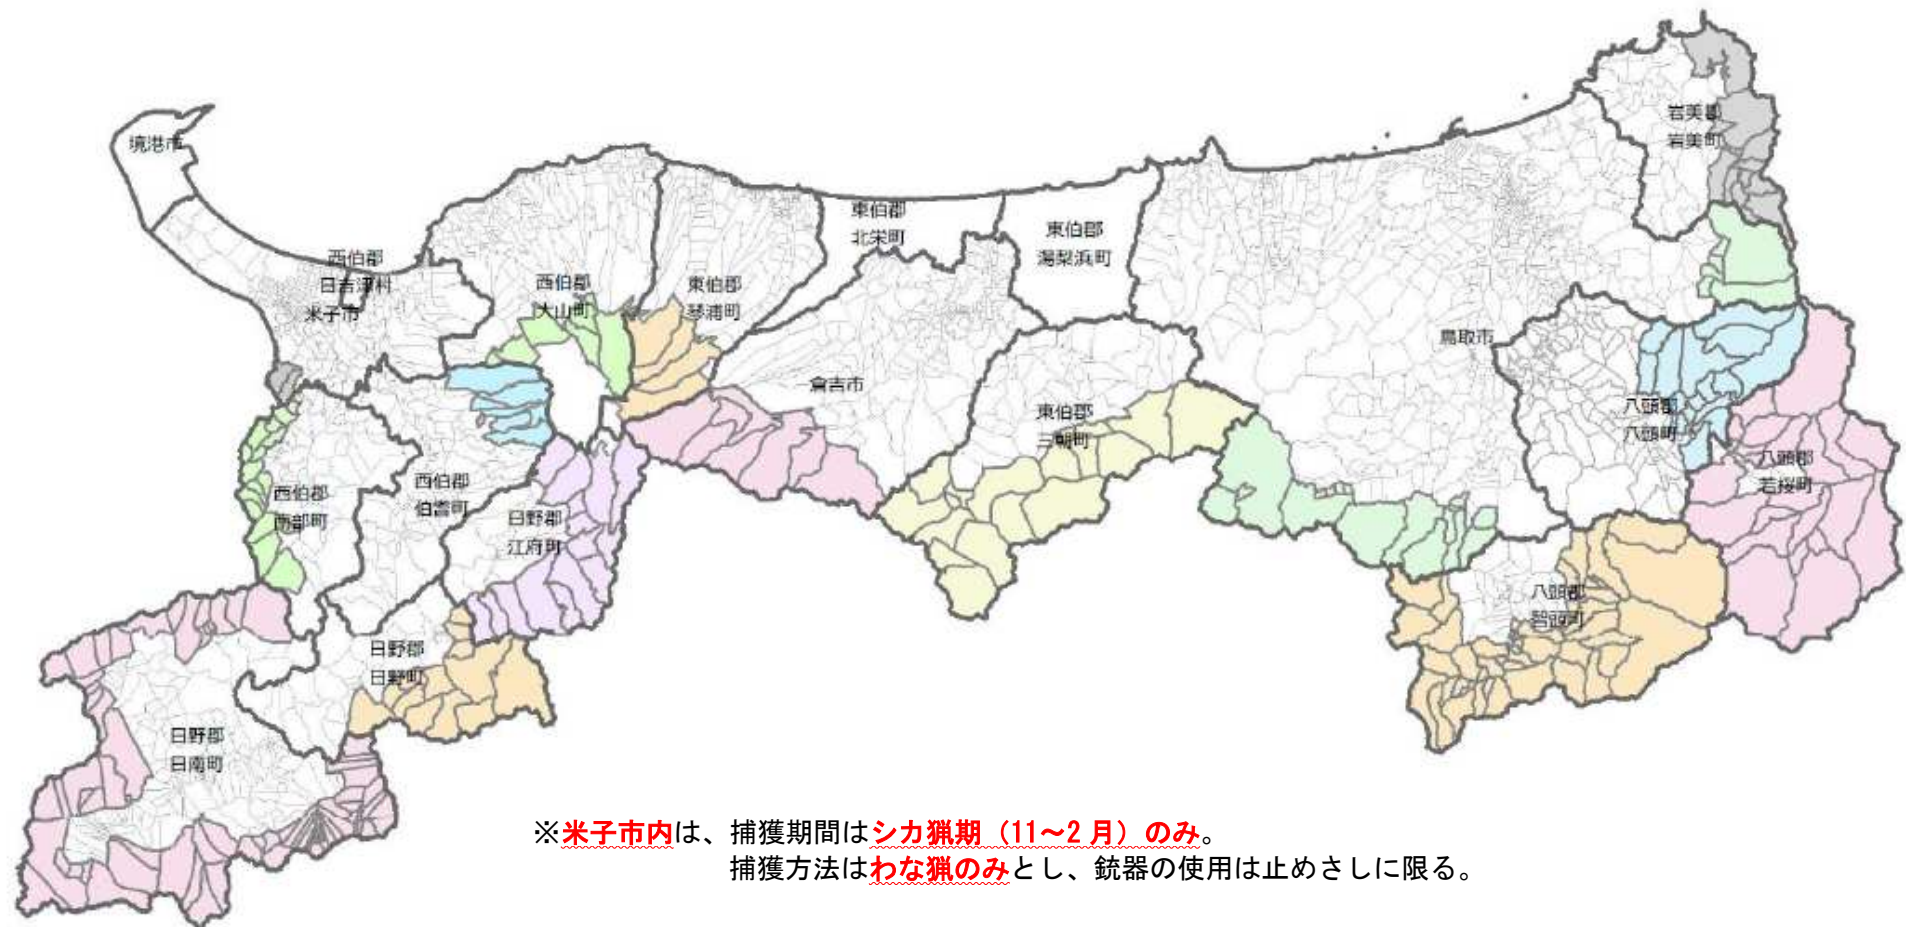 境港市
岩美郡
岩美町
東伯郡
北栄町
東伯郡
湯梨浜町
西伯郡
日吉津村
米子市
西伯郡
大山町
東伯郡
琴浦町
鳥取市
倉吉市
東伯郡
三朝町
八頭郡
八頭町
八頭郡
若桜町
西伯郡
南部町
西伯郡
伯耆町
日野郡
江府町
八頭郡
智頭町
日野郡
日野町
日野郡
日南町
※米子市内は、捕獲期間はシカ猟期（11～2月）のみ。
捕獲方法はわな猟のみとし、銃器の使用は止めさしに限る。